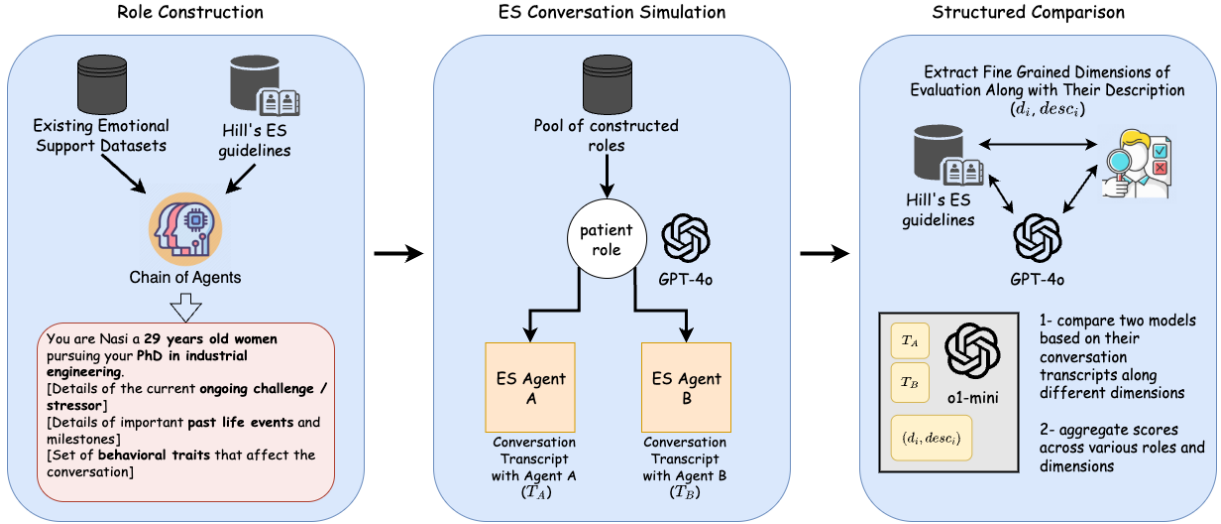 Role Construction
Existing Emotional
Support Datasets
Hill's ES
guidelines
Chain of Agents
You are Nasi a 29 years old women
pursuing your PhD in industrial
engineering.
[Details of the current ongoing challenge /
stressor]
[Details of important past life events and
milestones]
[Set of behavioral traits that affect the
conversation]
ES Conversation Simulation
Pool of constructed
roles
patient
role
GPT-4o
ES Agent
A
ES Agent
B
Conversation
Transcript
with Agent A
(T_A)
Conversation
Transcript
with Agent B
(T_B)
Structured Comparison
Extract Fine Grained Dimensions of
Evaluation Along with Their Description
(d_i, desc_i)
Hill's ES
guidelines
GPT-4o
T_A
T_B
o1-mini
(d_i, desc_i)
1- compare two models
based on their
conversation
transcripts along
different dimensions
2- aggregate scores
across various roles and
dimensions